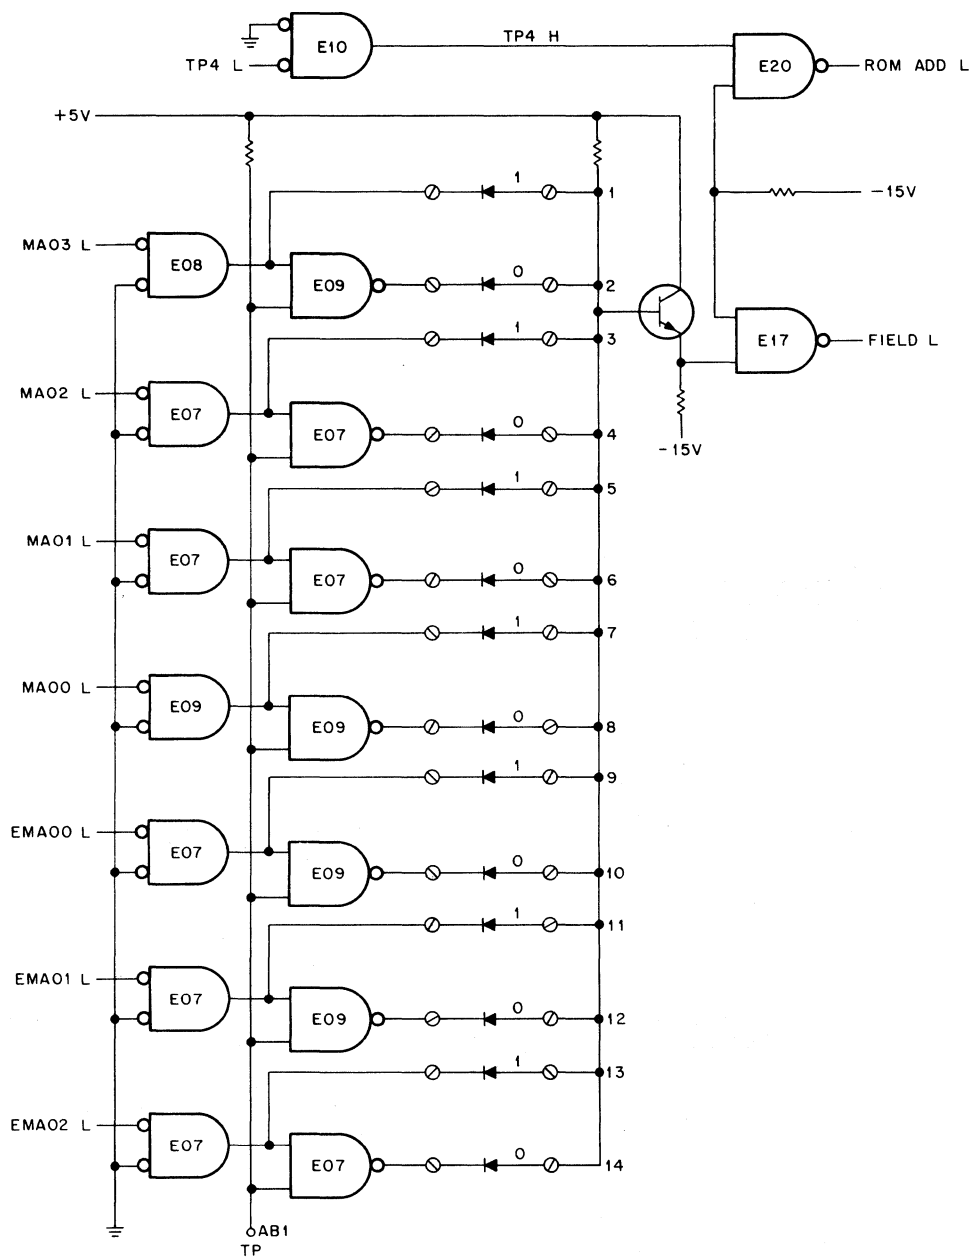 E10
TP4 H
TP4 L
E20
ROM ADD L
+5V
1
1
-15V
MA03 L
E08
E09
0
2
1
3
E17
FIELD L
MA02 L
E07
E07
0
4
-15V
1
5
MA01 L
E07
E07
0
6
1
7
MA00 L
E09
E09
0
8
1
9
EMA00 L
E07
E09
0
10
1
11
EMA01 L
E07
E09
0
12
1
13
EMA02 L
E07
E07
0
14
AB1
TP